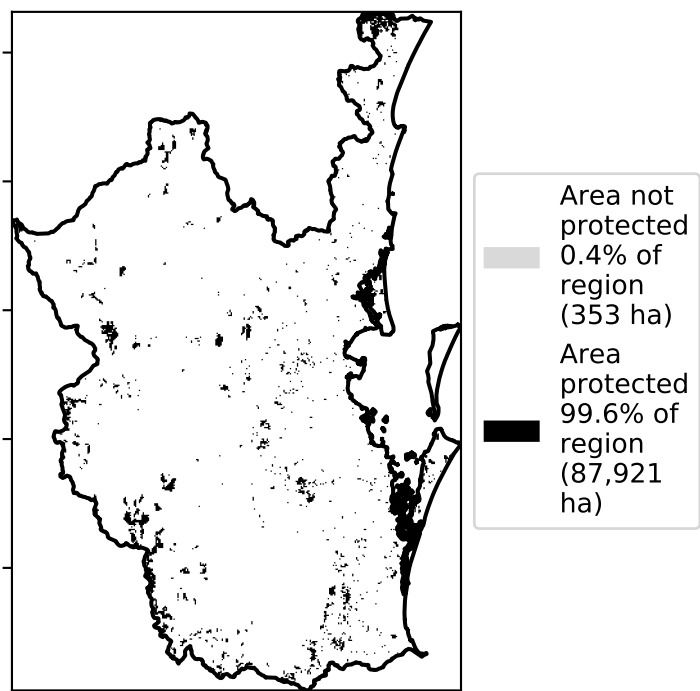 Area not
protected
0.4% of
region
(353 ha)
Area
protected
99.6% of
region
(87,921
ha)